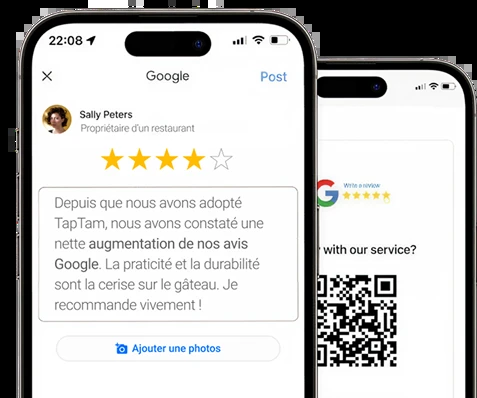 22:08
Google
Post
Sally Peters
Propriétaire d'un restaurant
Depuis que nous avons adopté
TapTam, nous avons constaté une
nette augmentation de nos avis
Google. La praticité et la durabilité
sont la cerise sur le gâteau. Je
recommande vivement !
Ajouter une photos
Write a review
with our service?